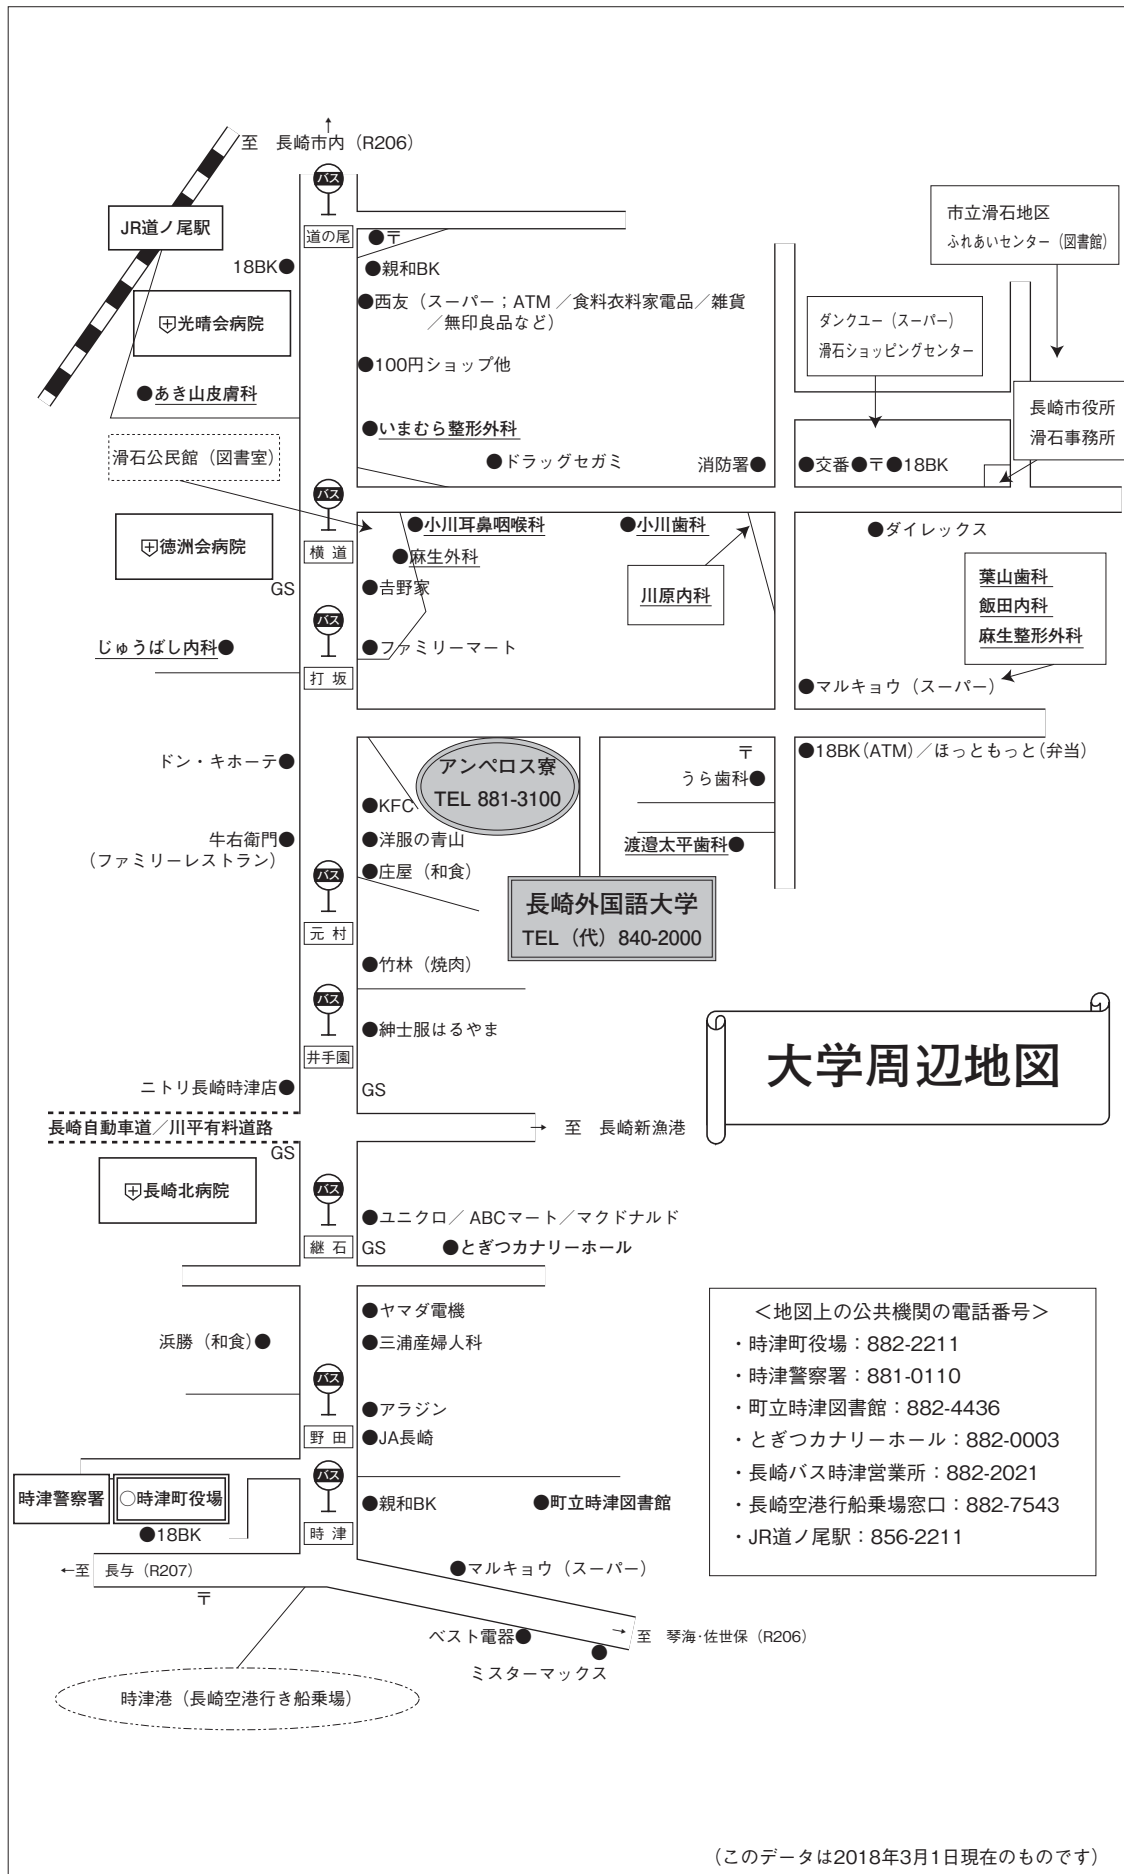 至　長崎市内（R206）
バス
道の尾
JR道ノ尾駅
●〒
18BK●
●親和BK
光晴会病院
●西友（スーパー；ATM／食料衣料家電品／雑貨
／無印良品など）
●100円ショップ他
●あき山皮膚科
●いまむら整形外科
市立滑石地区
ふれあいセンター（図書館）
ダンクユー（スーパー）
滑石ショッピングセンター
長崎市役所
滑石事務所
滑石公民館（図書室）
●ドラッグセガミ
消防署●
●交番●〒●18BK
バス
横道
徳洲会病院
GS
●小川耳鼻咽喉科
●小川歯科
●ダイレックス
●麻生外科
●吉野家
川原内科
葉山歯科
飯田内科
麻生整形外科
バス
打坂
じゅうばし内科●
●ファミリーマート
●マルキョウ（スーパー）
ドン・キホーテ●
アンペロス寮
TEL 881-3100
〒
●18BK（ATM）／ほっともっと（弁当）
うら歯科●
●KFC
牛右衛門●
（ファミリーレストラン）
●洋服の青山
渡邉太平歯科●
●庄屋（和食）
バス
元村
長崎外国語大学
TEL（代）840-2000
●竹林（焼肉）
バス
井手園
●紳士服はるやま
大学周辺地図
ニトリ長崎時津店●
GS
長崎自動車道／川平有料道路
→ 至　長崎新漁港
GS
長崎北病院
バス
継石
●ユニクロ／ABCマート／マクドナルド
GS
●とぎつカナリーホール
●ヤマダ電機
浜勝（和食）●
●三浦産婦人科
バス
野田
●アラジン
●JA長崎
時津警察署
○時津町役場
●18BK
バス
時津
●親和BK
●町立時津図書館
←至　長与（R207）
〒
●マルキョウ（スーパー）
ベスト電器●
→至　琴海・佐世保（R206）
●
ミスターマックス
時津港（長崎空港行き船乗場）
＜地図上の公共機関の電話番号＞
・時津町役場：882-2211
・時津警察署：881-0110
・町立時津図書館：882-4436
・とぎつカナリーホール：882-0003
・長崎バス時津営業所：882-2021
・長崎空港行船乗場窓口：882-7543
・JR道ノ尾駅：856-2211
（このデータは2018年3月1日現在のものです）